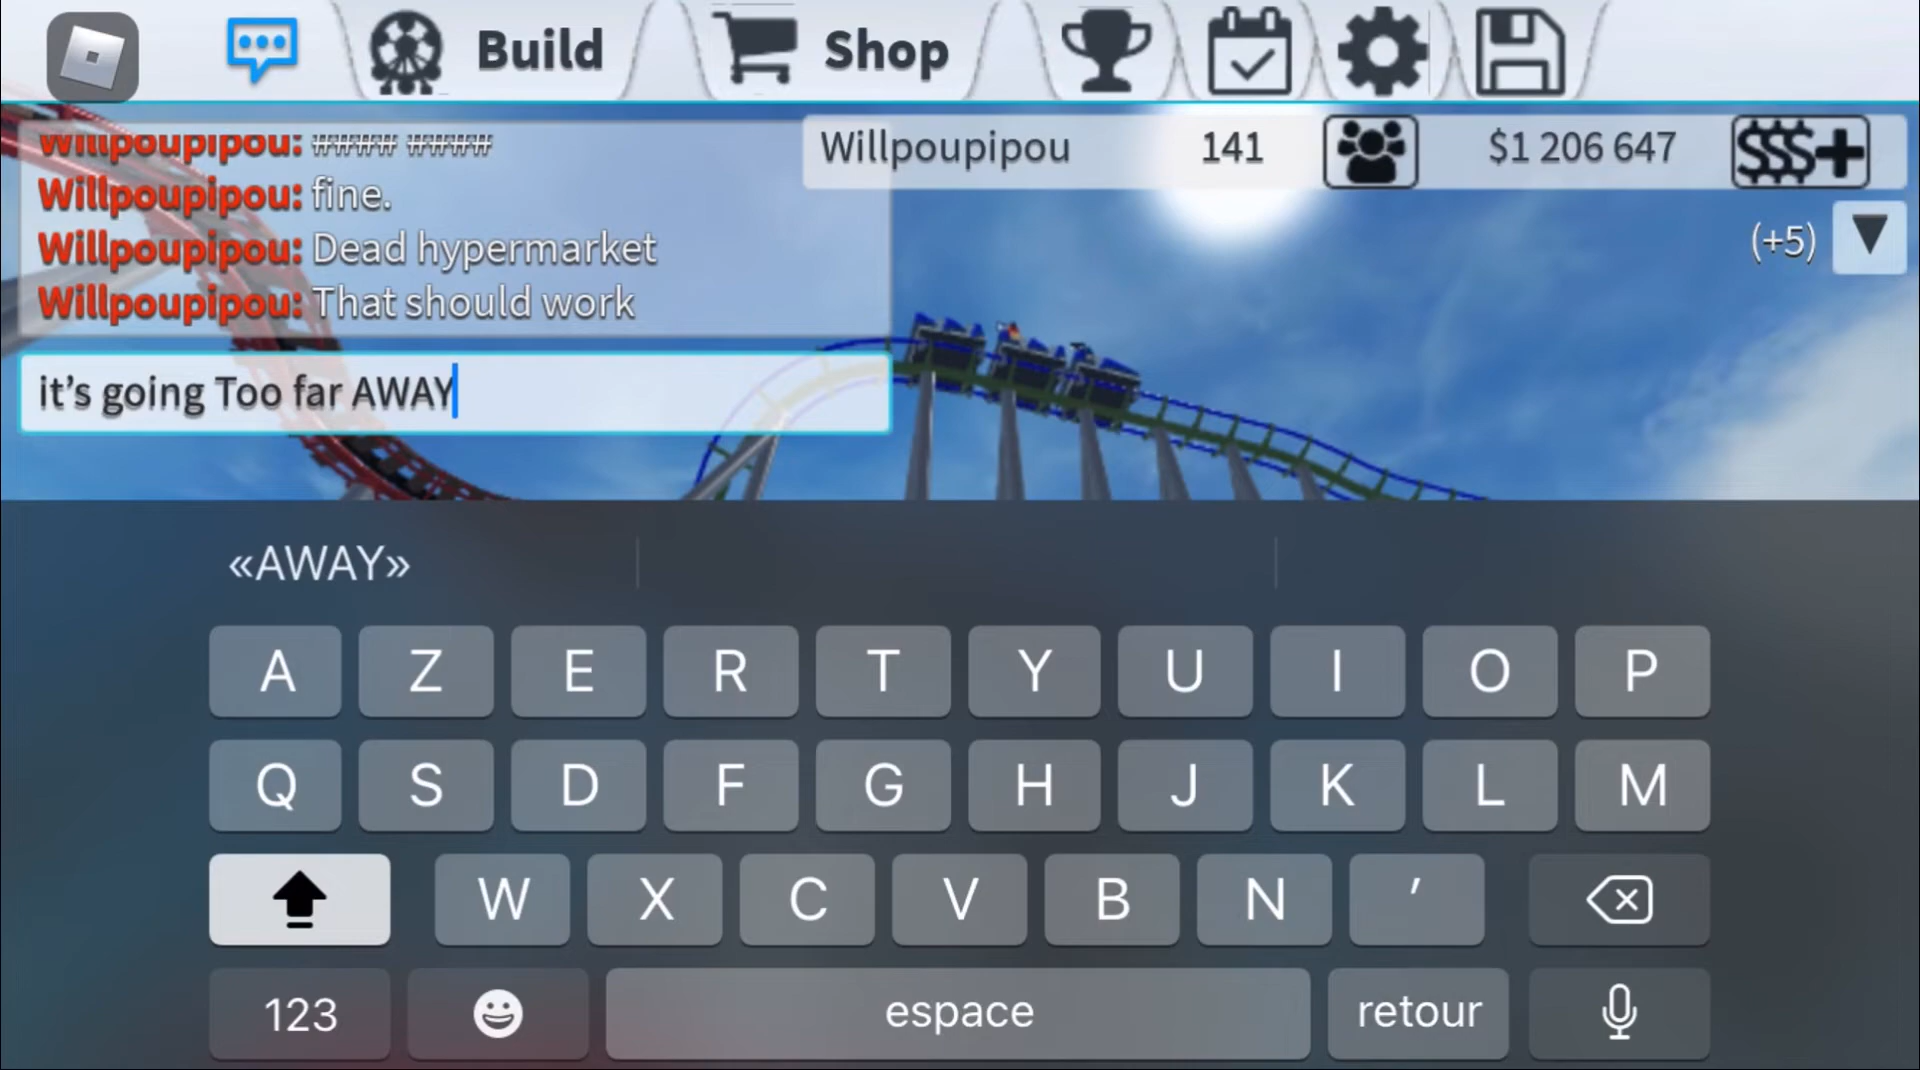 Build
Shop
Willpoupipou: #### ####
Willpoupipou: fine.
Willpoupipou: Dead hypermarket
Willpoupipou: That should work
it's going Too far AWAY
Willpoupipou 141 $1 206 647 $$$+
(+5)
«AWAY»
A Z E R T Y U I O P
Q S D F G H J K L M
W X C V B N '
123 espace retour